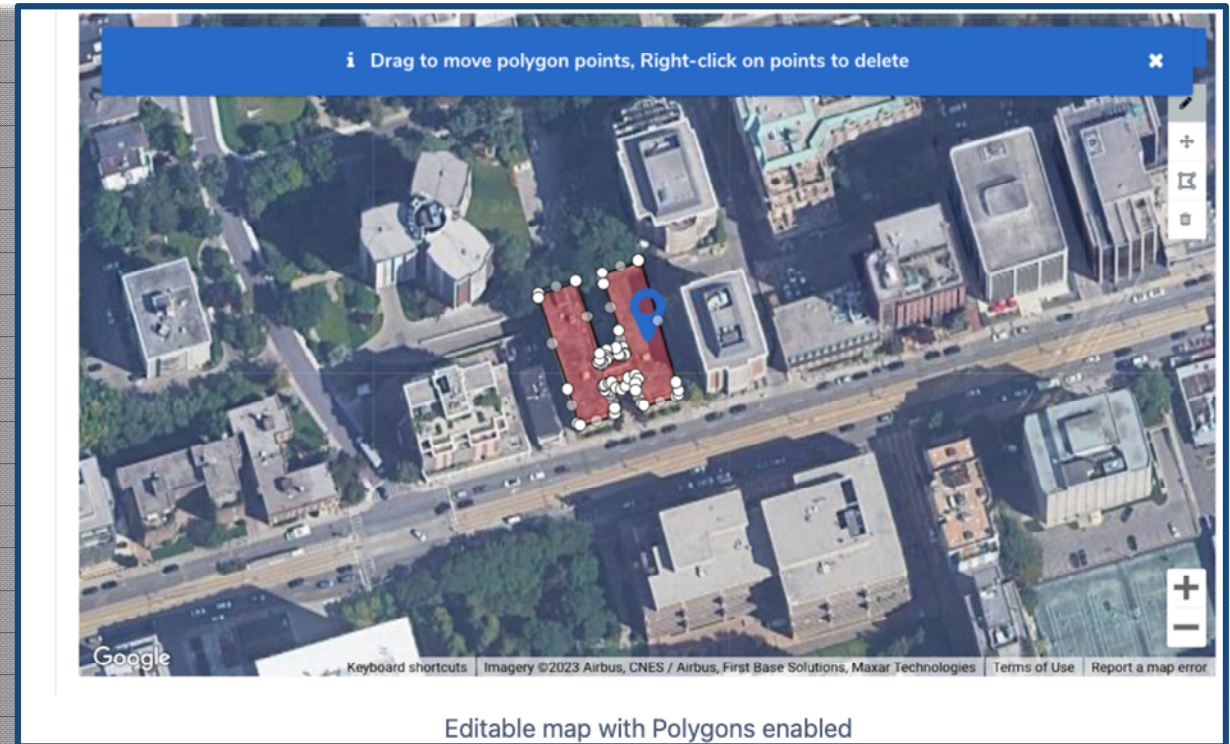 i Drag to move polygon points, Right-click on points to delete ✖
Google
Keyboard shortcuts Imagery ©2023 Airbus, CNES / Airbus, First Base Solutions, Maxar Technologies Terms of Use Report a map error
Editable map with Polygons enabled